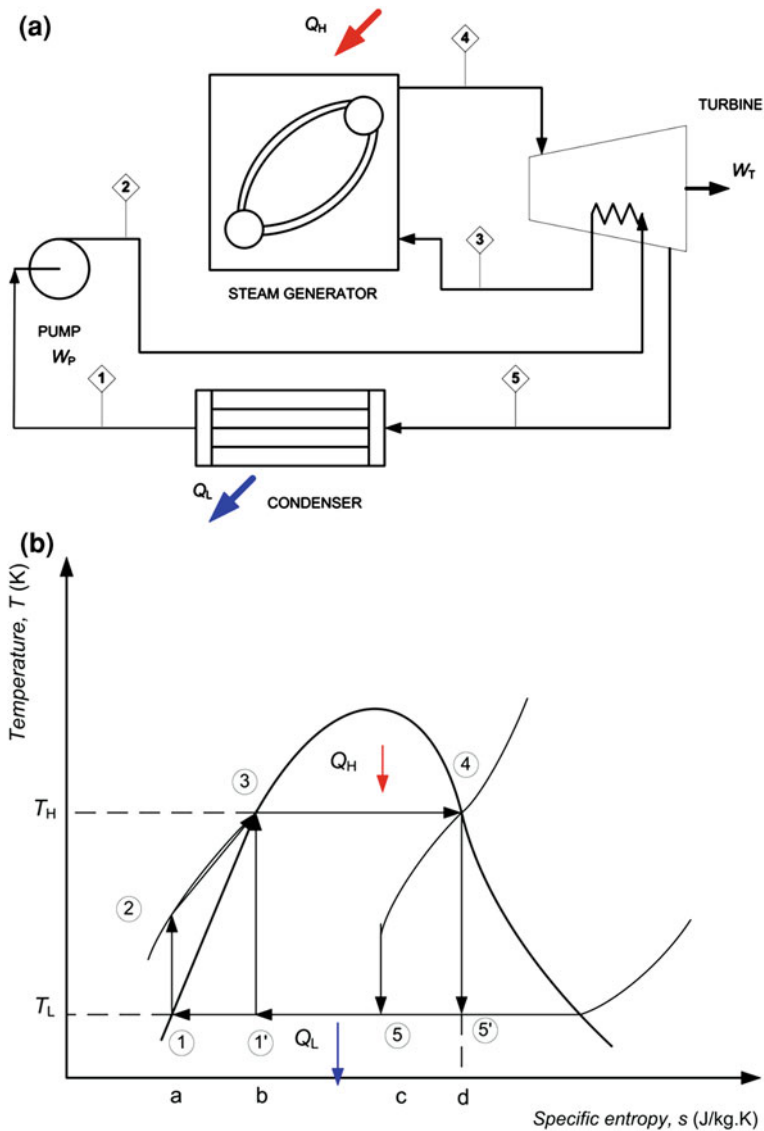 (a)
Q_H
4
TURBINE
W_T
2
3
STEAM GENERATOR
PUMP
W_P
1
5
Q_L
CONDENSER
(b)
Temperature, T (K)
3
Q_H
4
T_H
2
T_L
1
1'
Q_L
5
5'
a
b
c
d
Specific entropy, s (J/kg.K)